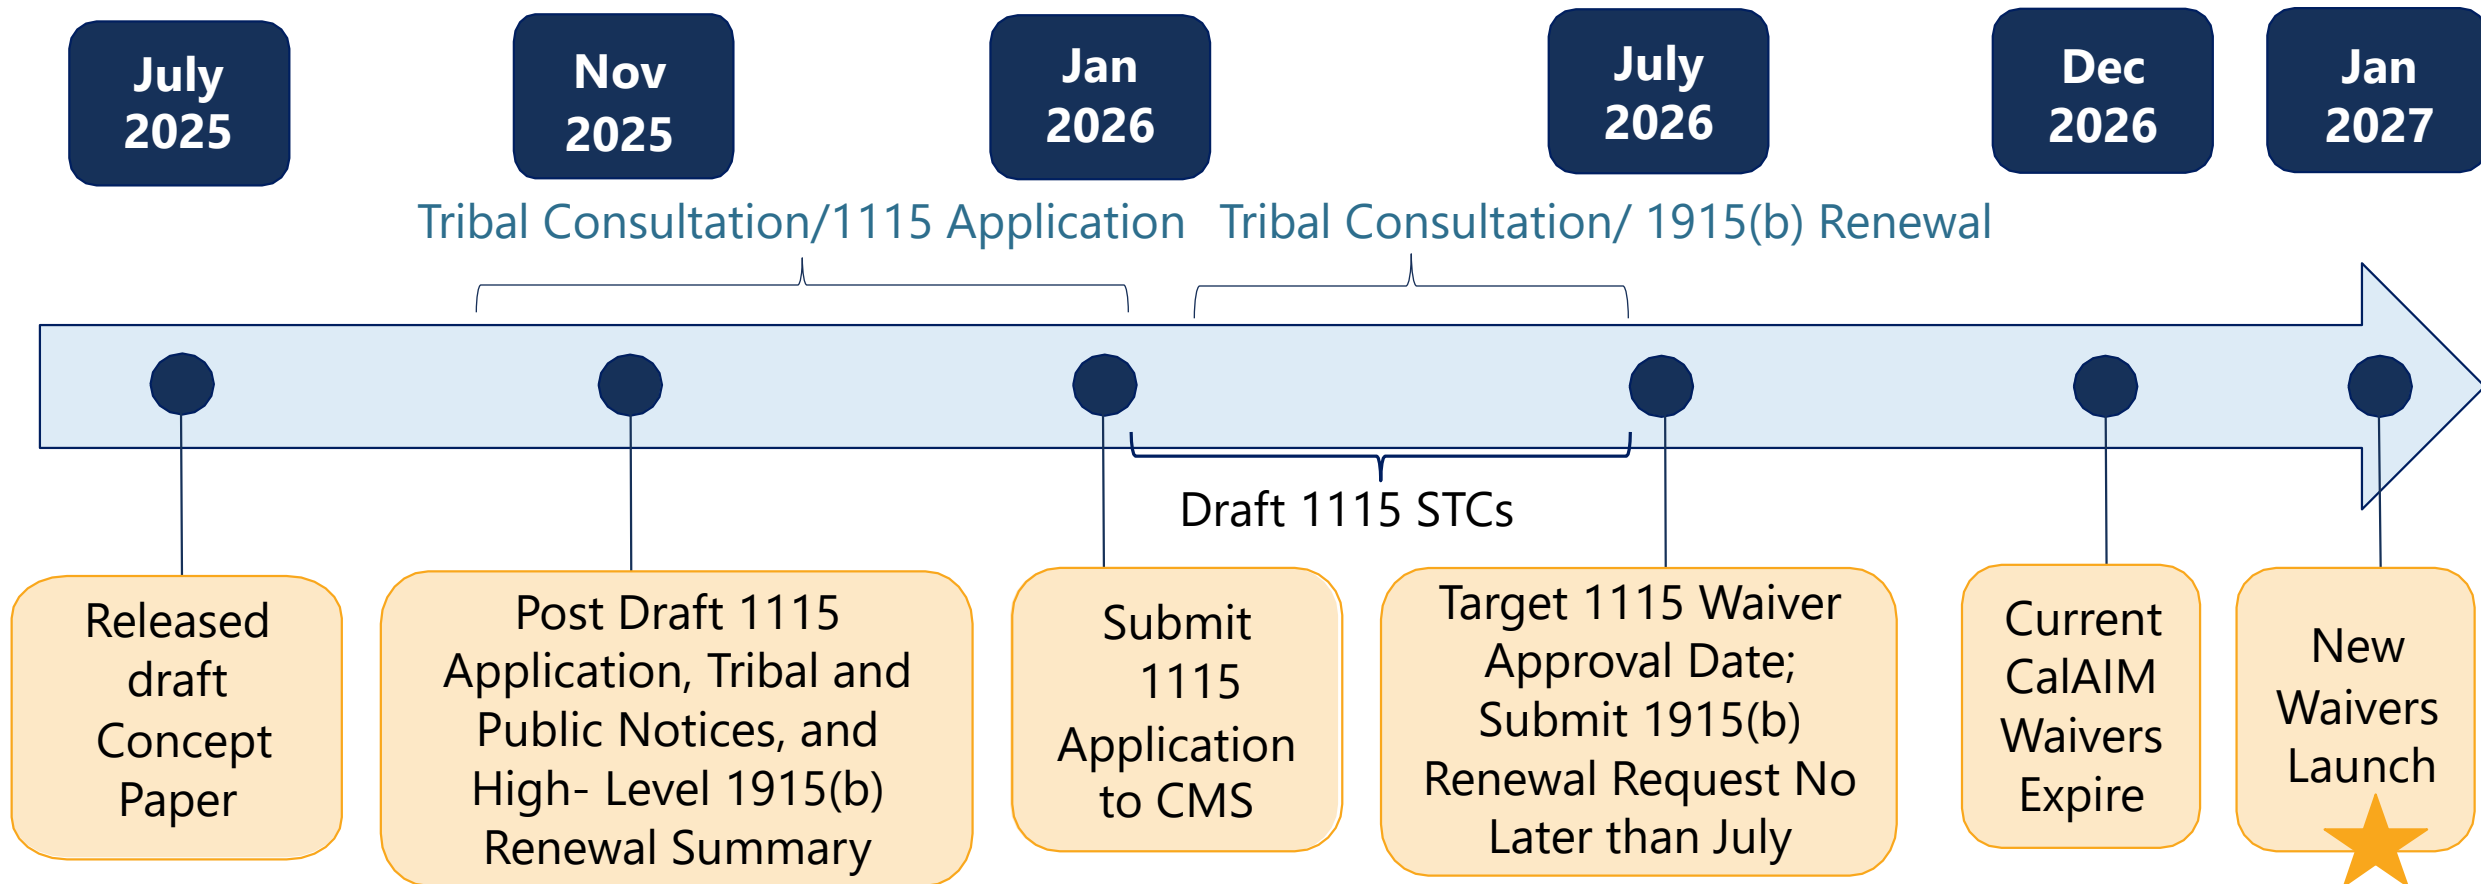 July
2025
Nov
2025
Jan
2026
July
2026
Dec
2026
Jan
2027
Tribal Consultation/1115 Application
Tribal Consultation/ 1915(b) Renewal
Draft 1115 STCs
Released
draft
Concept
Paper
Post Draft 1115
Application, Tribal and
Public Notices, and
High- Level 1915(b)
Renewal Summary
Submit
1115
Application
to CMS
Target 1115 Waiver
Approval Date;
Submit 1915(b)
Renewal Request No
Later than July
Current
CalAIM
Waivers
Expire
New
Waivers
Launch